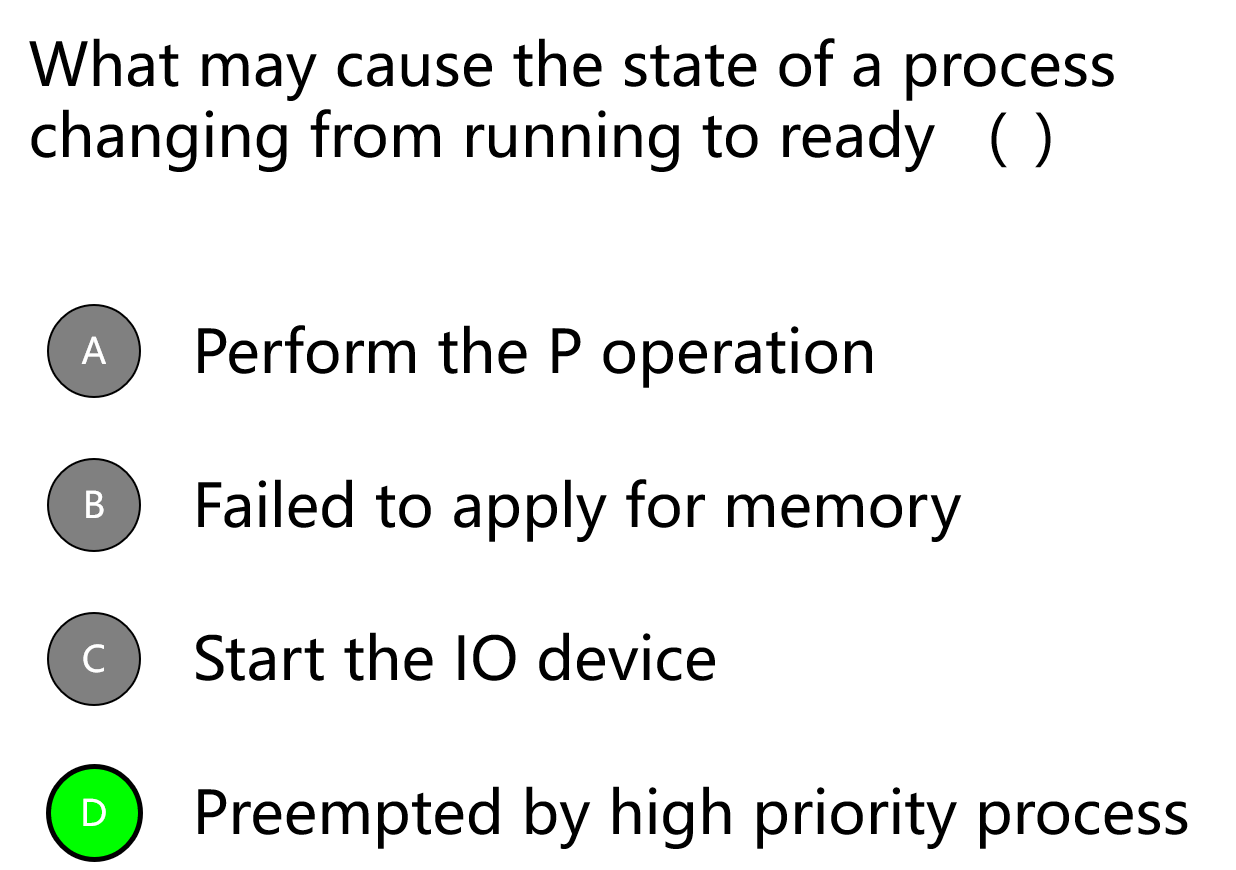 What may cause the state of a process
changing from running to ready ( )
A Perform the P operation
B Failed to apply for memory
C Start the IO device
D Preempted by high priority process